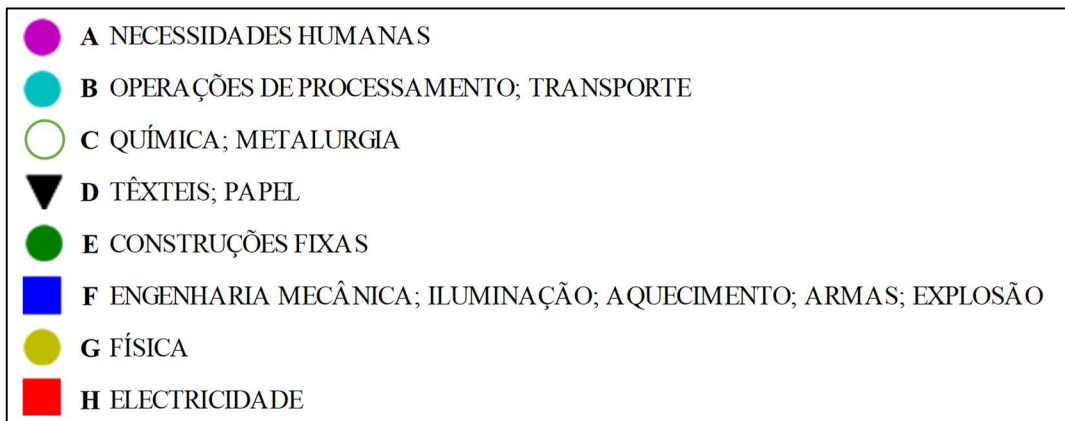 A NECESSIDADES HUMANAS
B OPERAÇÕES DE PROCESSAMENTO; TRANSPORTE
C QUÍMICA; METALURGIA
D TÊXTEIS; PAPEL
E CONSTRUÇÕES FIXAS
F ENGENHARIA MECÂNICA; ILUMINAÇÃO; AQUECIMENTO; ARMAS; EXPLOSÃO
G FÍSICA
H ELECTRICIDADE